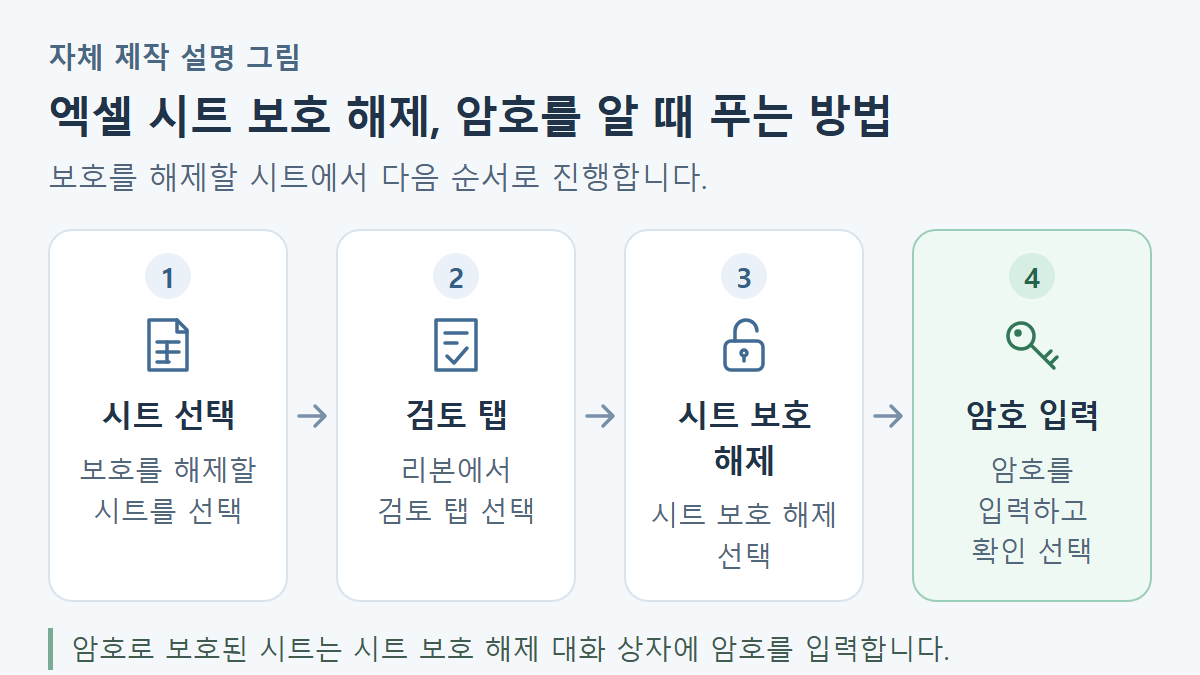 자체 제작 설명 그림
엑셀 시트 보호 해제, 암호를 알 때 푸는 방법
보호를 해제할 시트에서 다음 순서로 진행합니다.
1
시트 선택
보호를 해제할
시트를 선택
2
검토 탭
리본에서
검토 탭 선택
3
시트 보호
해제
시트 보호 해제
선택
4
암호 입력
암호를
입력하고
확인 선택
암호로 보호된 시트는 시트 보호 해제 대화 상자에 암호를 입력합니다.